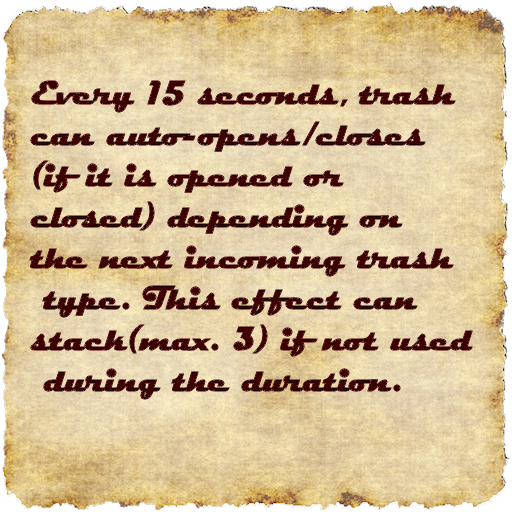 Every 15 seconds, trash
can auto-opens/closes
(if it is opened or
closed) depending on
the next incoming trash
type. This effect can
stack(max. 3) if not used
during the duration.